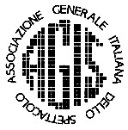 ASSOCIAZIONE GENERALE ITALIANA DELLO SPETTACOLO
AGIS